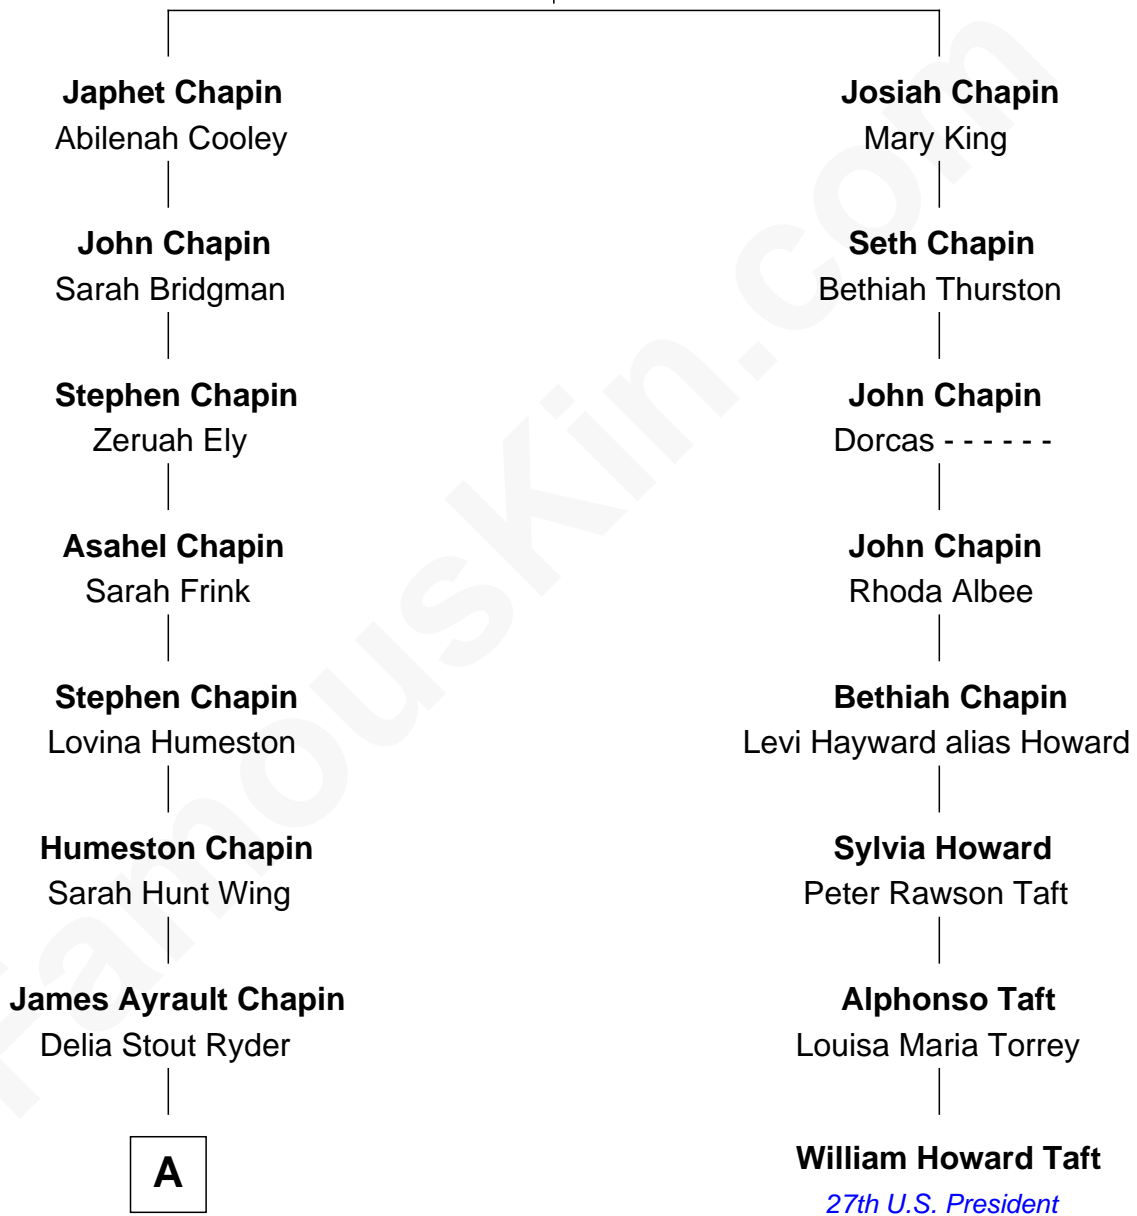 Japhet Chapin
Abilenah Cooley
John Chapin
Sarah Bridgman
Stephen Chapin
Zeruah Ely
Asahel Chapin
Sarah Frink
Stephen Chapin
Lovina Humeston
Humeston Chapin
Sarah Hunt Wing
James Ayrault Chapin
Delia Stout Ryder
A
Josiah Chapin
Mary King
Seth Chapin
Bethiah Thurston
John Chapin
Dorcas - - - - - -
John Chapin
Rhoda Albee
Bethiah Chapin
Levi Hayward alias Howard
Sylvia Howard
Peter Rawson Taft
Alphonso Taft
Louisa Maria Torrey
William Howard Taft
27th U.S. President
FamousKin.com